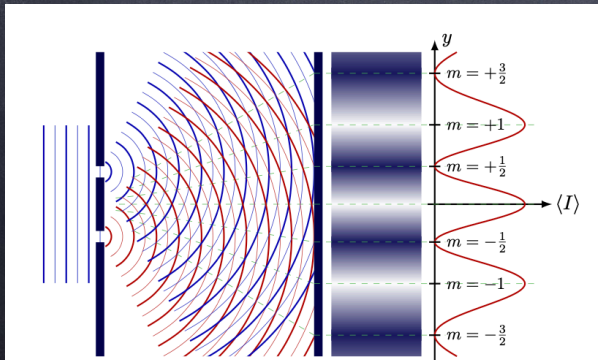 y
m = +3/2
m = +1
m = +1/2
⟨I⟩
m = −1/2
m = −1
m = −3/2